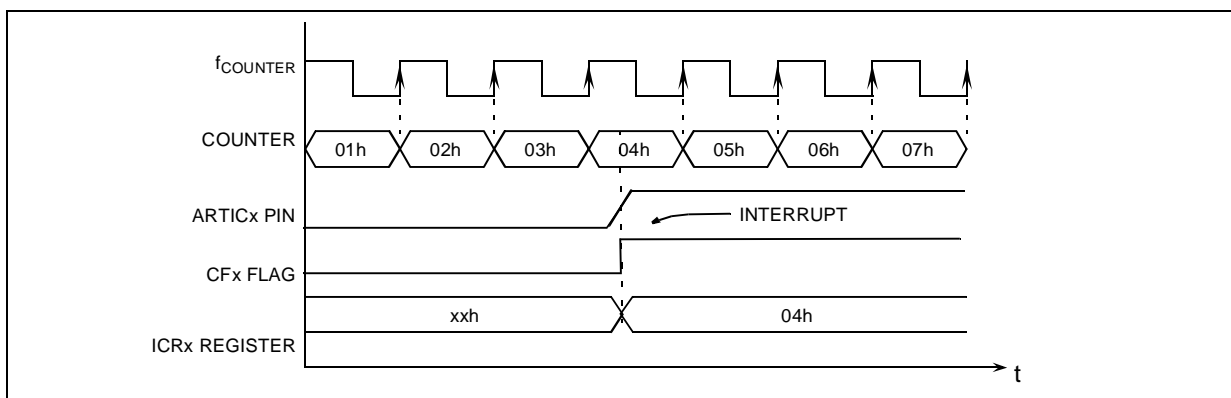 fCOUNTER
COUNTER 01h 02h 03h 04h 05h 06h 07h
ARTICx PIN INTERRUPT
CFx FLAG
xxh 04h
ICRx REGISTER
t